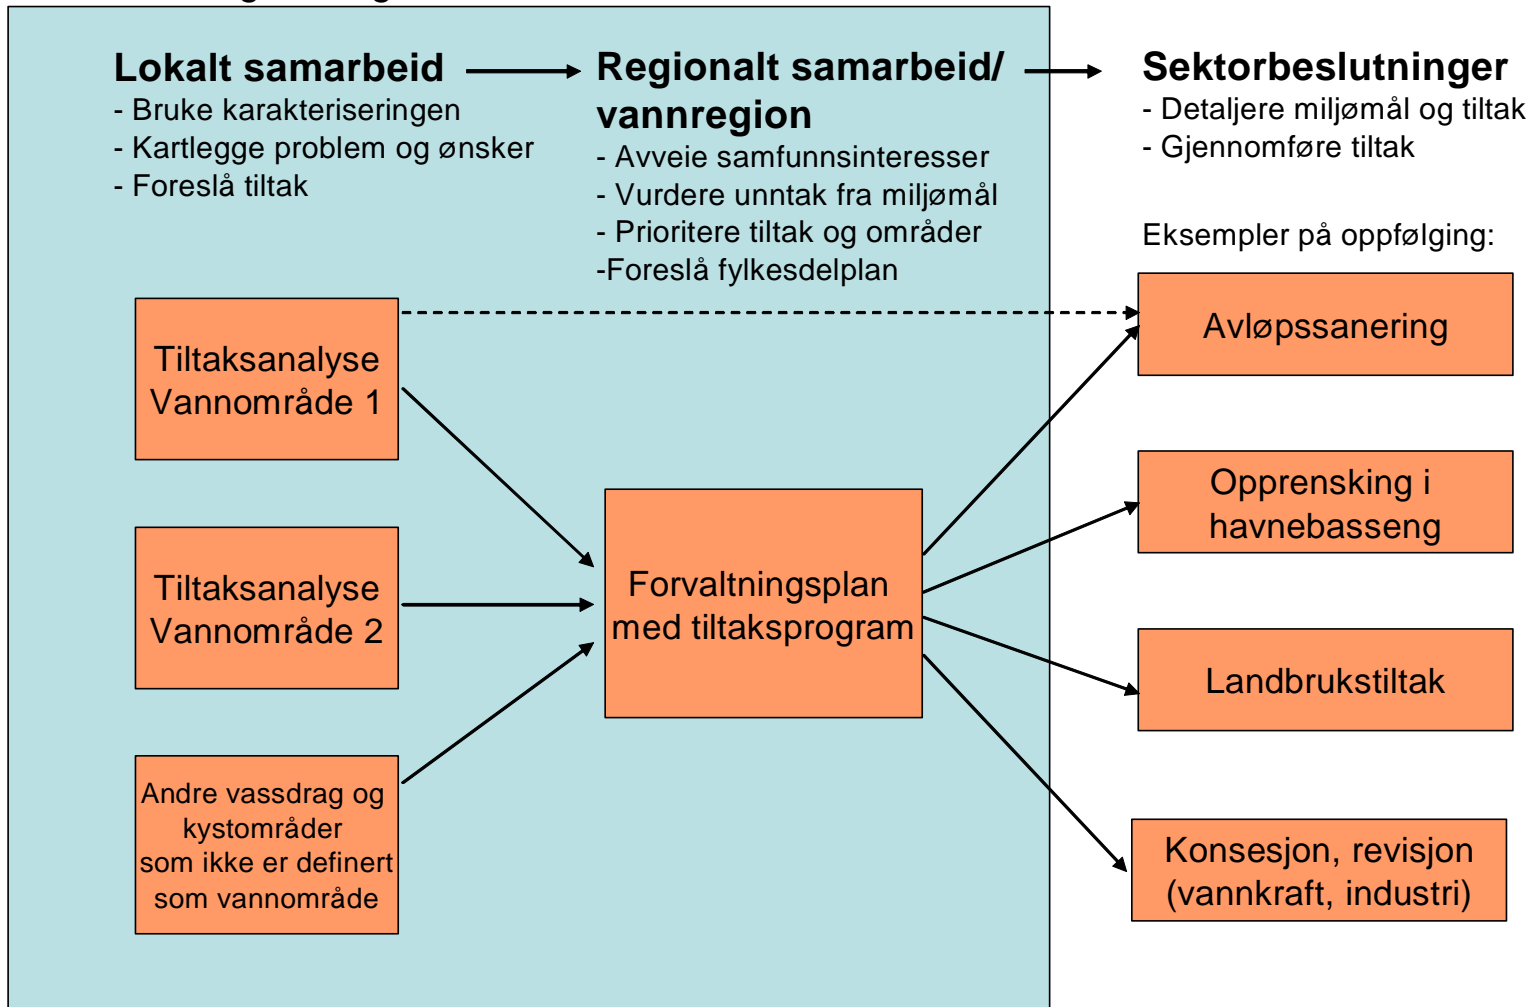 Lokalt samarbeid
- Bruke karakteriseringen
- Kartlegge problem og ønsker
- Foreslå tiltak
Regionalt samarbeid/
vannregion
- Avveie samfunnsinteresser
- Vurdere unntak fra miljømål
- Prioritere tiltak og områder
-Foreslå fylkesdelplan
Sektorbeslutninger
- Detaljere miljømål og tiltak
- Gjennomføre tiltak
Eksempler på oppfølging:
Tiltaksanalyse
Vannområde 1
Tiltaksanalyse
Vannområde 2
Andre vassdrag og
kystområder
som ikke er definert
som vannområde
Forvaltningsplan
med tiltaksprogram
Avløpssanering
Opprensking i
havnebasseng
Landbrukstiltak
Konsesjon, revisjon
(vannkraft, industri)